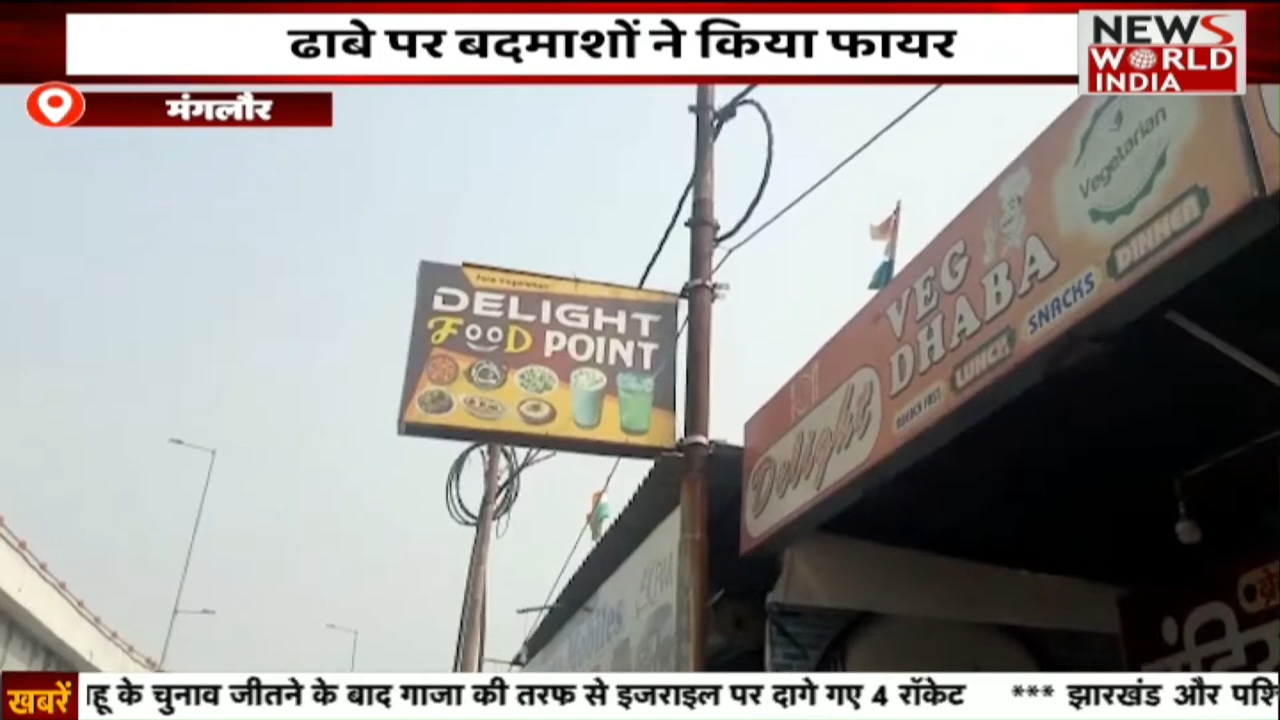 ढाबे पर बदमाशों ने किया फायर
NEWS
WORLD
INDIA
मंगलौर
Vegetarian
DELIGHT
FOOD POINT
VEG
DHABA
Delight
LUNCH
SNACKS
DINNER
खबरें
हू के चुनाव जीतने के बाद गाजा की तरफ से इजराइल पर दागे गए 4 रॉकेट *** झारखंड और पश्